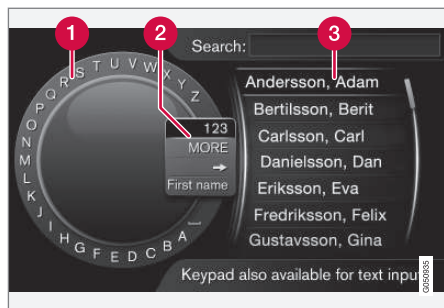 1
2
3
Search:
A B C D E F G H I J K L M N O P Q R S T U V W X Y Z
123
MORE
→
First name
Andersson, Adam
Bertilsson, Berit
Carlsson, Carl
Danielsson, Dan
Eriksson, Eva
Fredriksson, Felix
Gustavsson, Gina
Keypad also available for text input
G050935